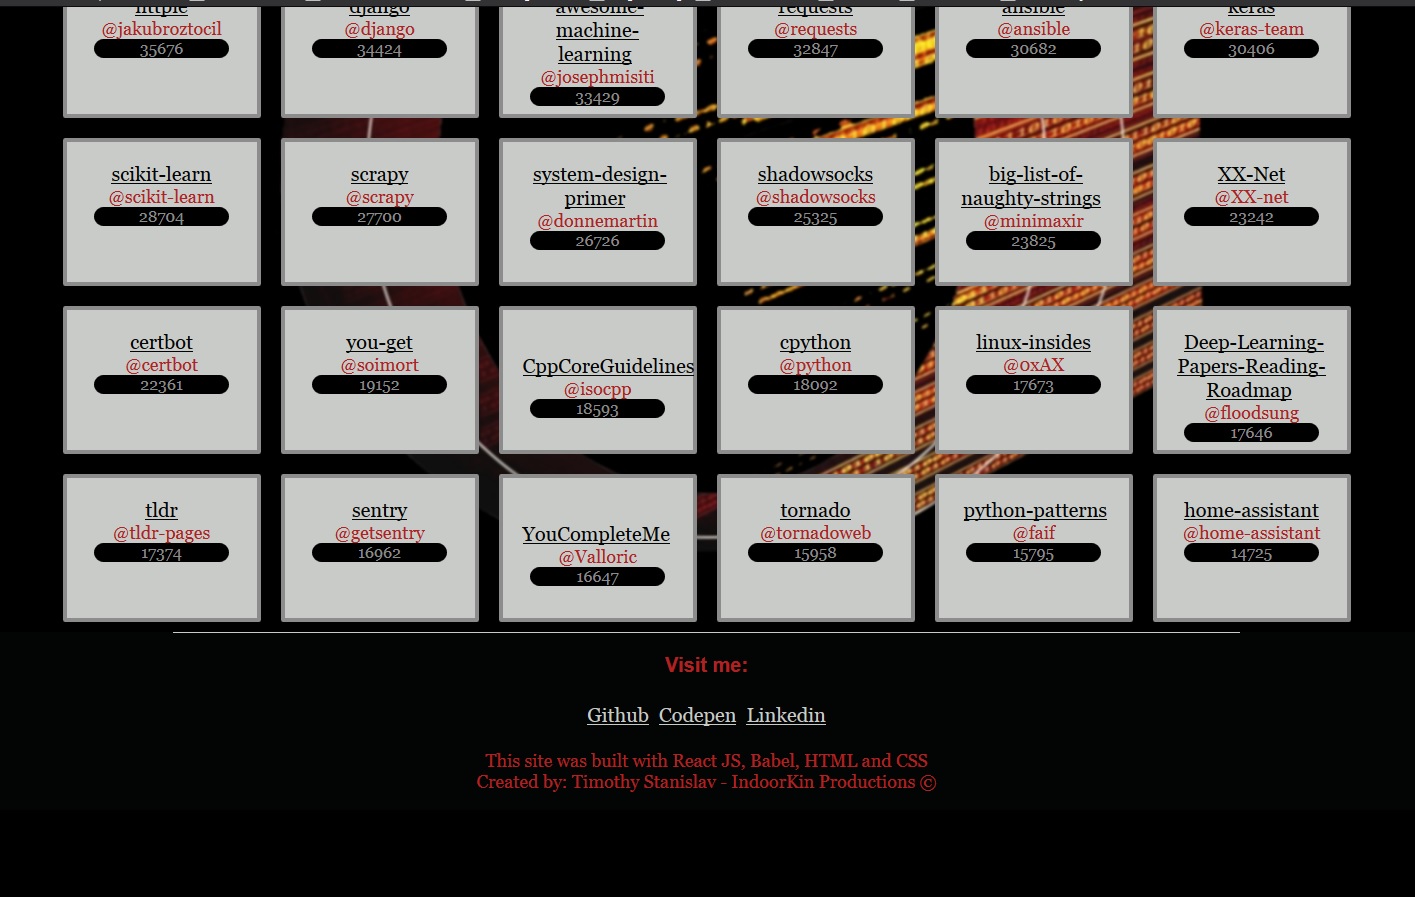 httpie
@jakubroztocil
35676
django
@django
34424
awesome-
machine-
learning
@josephmisiti
33429
requests
@requests
32847
ansible
@ansible
30682
keras
@keras-team
30406
scikit-learn
@scikit-learn
28704
scrapy
@scrapy
27700
system-design-
primer
@donnemartin
26726
shadowsocks
@shadowsocks
25325
big-list-of-
naughty-strings
@minimaxir
23825
XX-Net
@XX-net
23242
certbot
@certbot
22361
you-get
@soimort
19152
CppCoreGuidelines
@isocpp
18593
cpython
@python
18092
linux-insides
@0xAX
17673
Deep-Learning-
Papers-Reading-
Roadmap
@floodsung
17646
tldr
@tldr-pages
17374
sentry
@getsentry
16962
YouCompleteMe
@Valloric
16647
tornado
@tornadoweb
15958
python-patterns
@faif
15795
home-assistant
@home-assistant
14725
Visit me:
Github Codepen Linkedin
This site was built with React JS, Babel, HTML and CSS
Created by: Timothy Stanislav - IndoorKin Productions ©